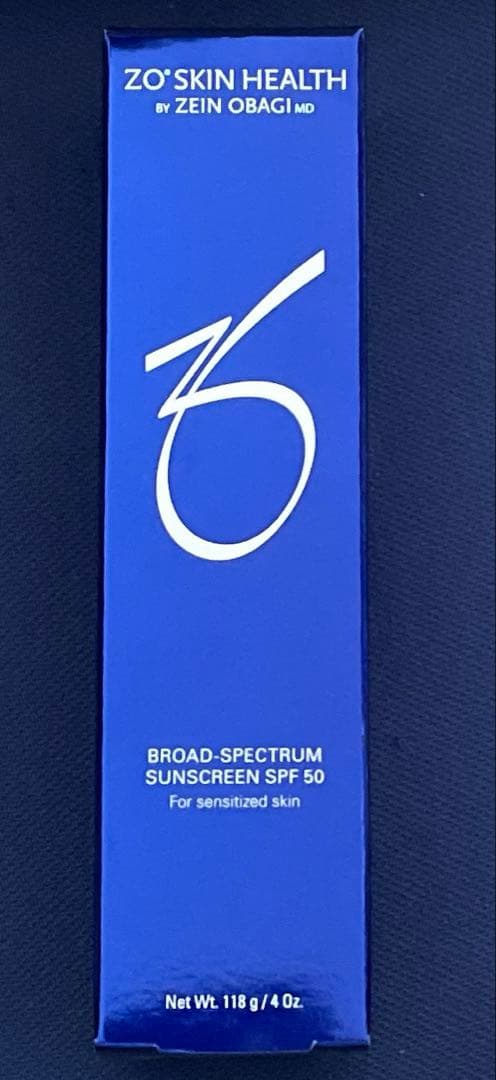 ZO® SKIN HEALTH
BY ZEIN OBAGI MD
ZO
BROAD-SPECTRUM
SUNSCREEN SPF 50
For sensitized skin
Net Wt. 118 g / 4 Oz.